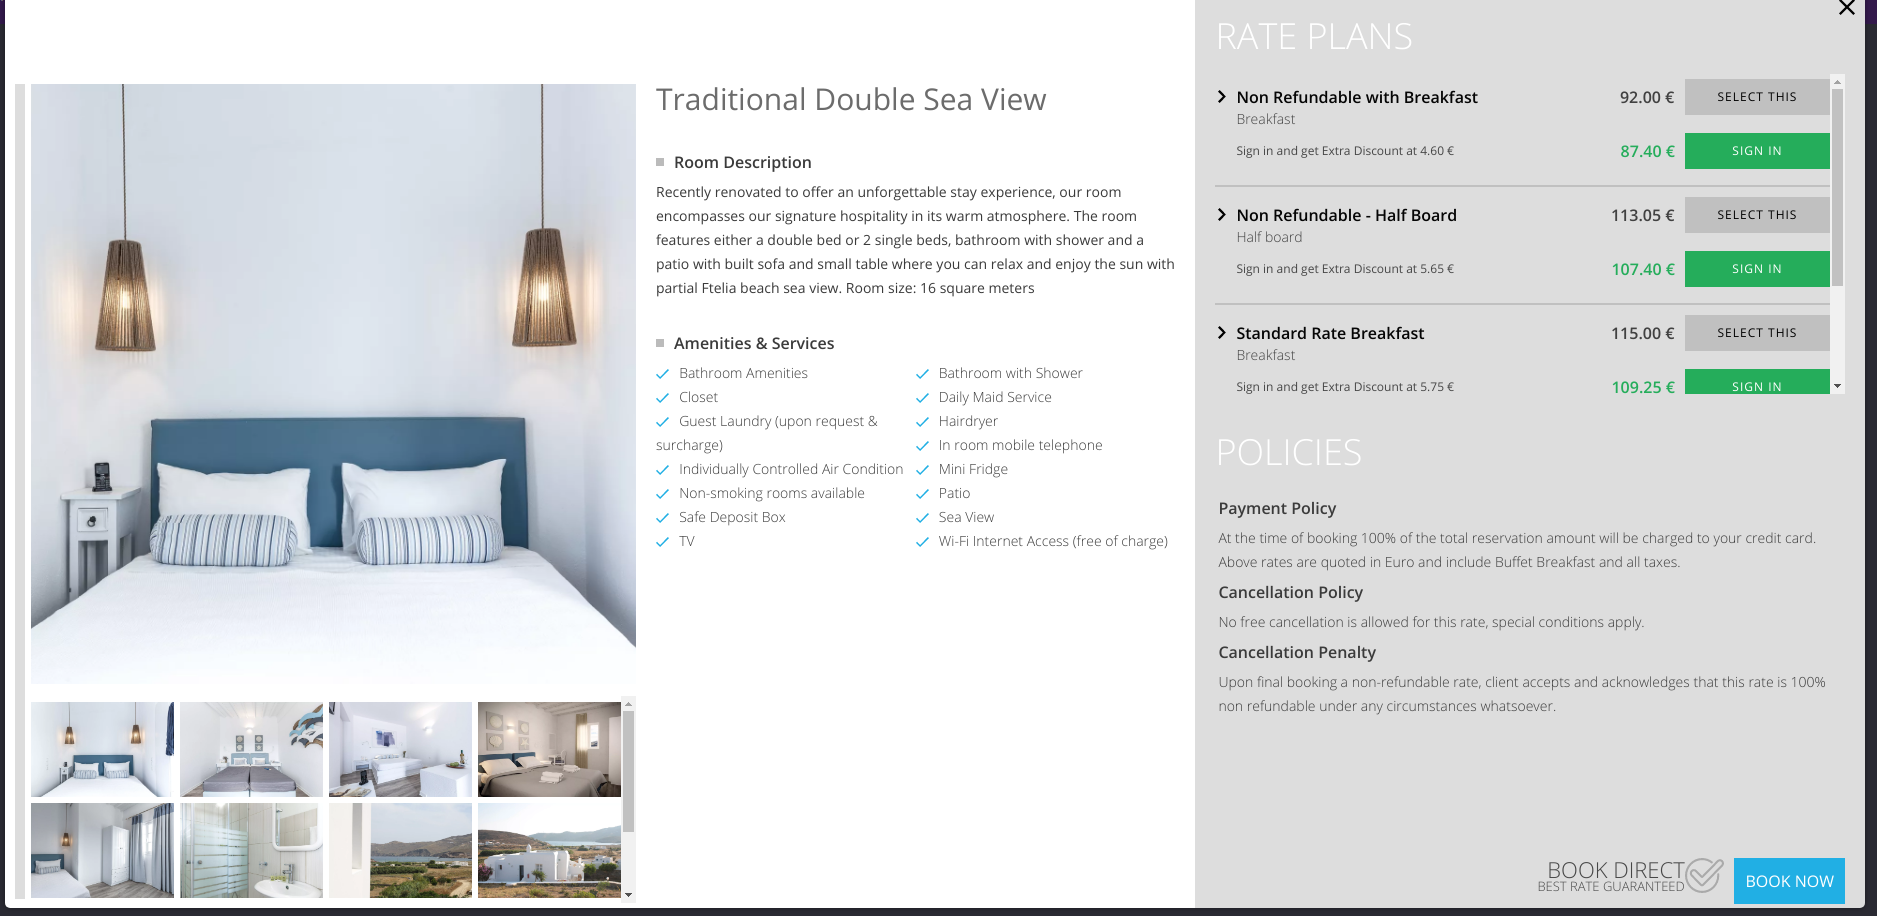 Traditional Double Sea View
Room Description
Recently renovated to offer an unforgettable stay experience, our room
encompasses our signature hospitality in its warm atmosphere. The room
features either a double bed or 2 single beds, bathroom with shower and a
patio with built sofa and small table where you can relax and enjoy the sun with
partial Ftelia beach sea view. Room size: 16 square meters
Amenities & Services
Bathroom Amenities
Closet
Guest Laundry (upon request &
surcharge)
Individually Controlled Air Condition
Non-smoking rooms available
Safe Deposit Box
TV
Bathroom with Shower
Daily Maid Service
Hairdryer
In room mobile telephone
Mini Fridge
Patio
Sea View
Wi-Fi Internet Access (free of charge)
RATE PLANS
Non Refundable with Breakfast 92.00 € SELECT THIS
Breakfast
Sign in and get Extra Discount at 4.60 € 87.40 € SIGN IN
Non Refundable - Half Board 113.05 € SELECT THIS
Half board
Sign in and get Extra Discount at 5.65 € 107.40 € SIGN IN
Standard Rate Breakfast 115.00 € SELECT THIS
Breakfast
Sign in and get Extra Discount at 5.75 € 109.25 € SIGN IN
POLICIES
Payment Policy
At the time of booking 100% of the total reservation amount will be charged to your credit card.
Above rates are quoted in Euro and include Buffet Breakfast and all taxes.
Cancellation Policy
No free cancellation is allowed for this rate, special conditions apply.
Cancellation Penalty
Upon final booking a non-refundable rate, client accepts and acknowledges that this rate is 100%
non refundable under any circumstances whatsoever.
BOOK DIRECT
BEST RATE GUARANTEED
BOOK NOW